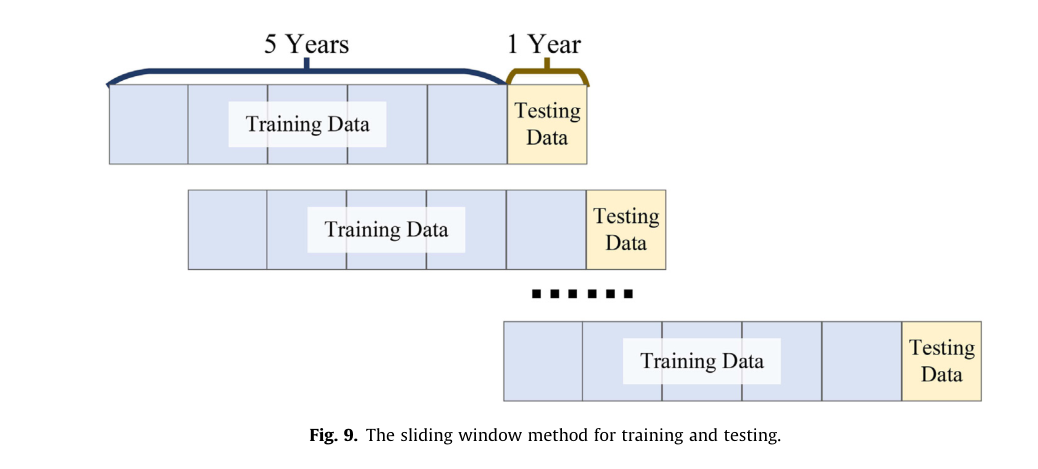 5 Years
1 Year
Training Data
Testing
Data
Training Data
Testing
Data
Training Data
Testing
Data
Fig. 9. The sliding window method for training and testing.